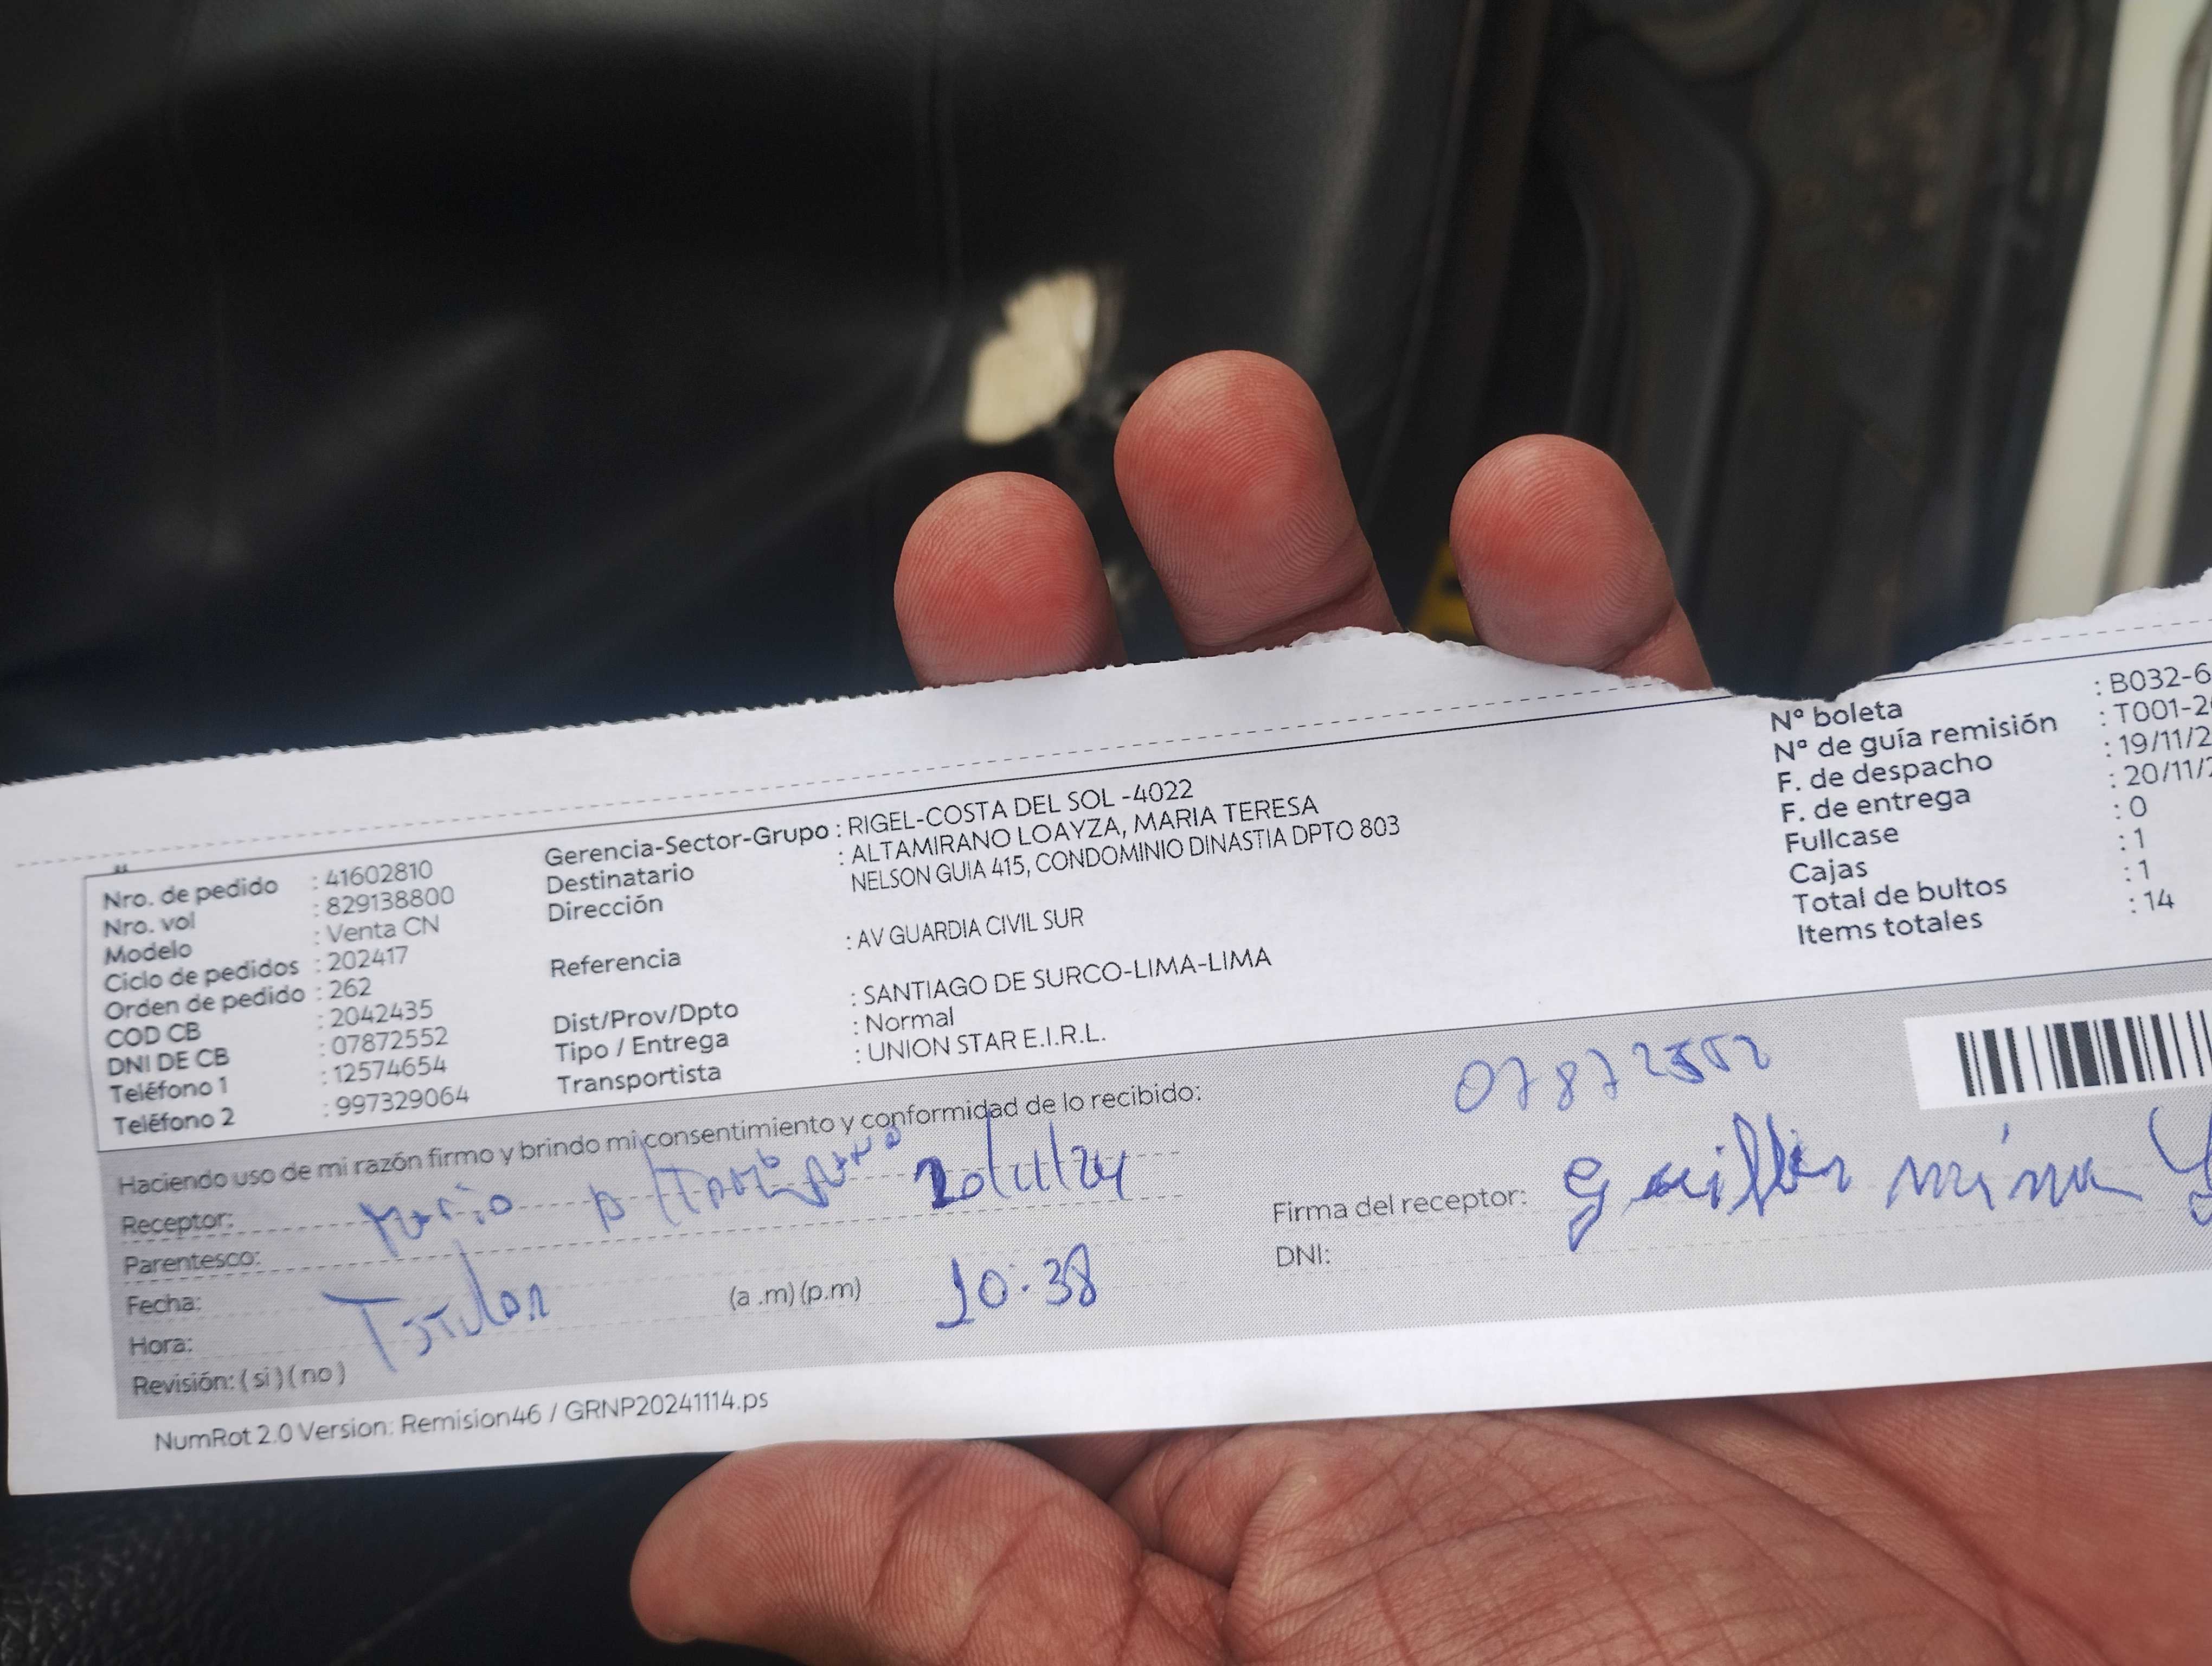 Nro. de pedido : 41602810
Nro. vol : 829138800
Modelo : Venta CN
Ciclo de pedidos : 202417
Orden de pedido : 262
COD CB : 2042435
DNI DE CB : 07872552
Teléfono 1 : 12574654
Teléfono 2 : 997329064
Gerencia-Sector-Grupo : RIGEL-COSTA DEL SOL -4022
Destinatario : ALTAMIRANO LOAYZA, MARIA TERESA
Dirección NELSON GUIA 415, CONDOMINIO DINASTIA DPTO 803
Referencia : AV GUARDIA CIVIL SUR
Dist/Prov/Dpto : SANTIAGO DE SURCO-LIMA-LIMA
Tipo / Entrega : Normal
Transportista : UNION STAR E.I.R.L.
Nº boleta : B032-6
Nº de guía remisión : T001-2
F. de despacho : 19/11/2
F. de entrega : 20/11/
Fullcase : 0
Cajas : 1
Total de bultos : 1
Items totales : 14
Haciendo uso de mi razón firmo y brindo mi consentimiento y conformidad de lo recibido:
Receptor: Maria 20/11/24
Parentesco:
Fecha: Titular (a .m) (p.m) 10:38
Hora:
Revisión: ( si ) ( no )
07872552
Firma del receptor:
DNI:
NumRot 2.0 Version: Remision46 / GRNP20241114.ps